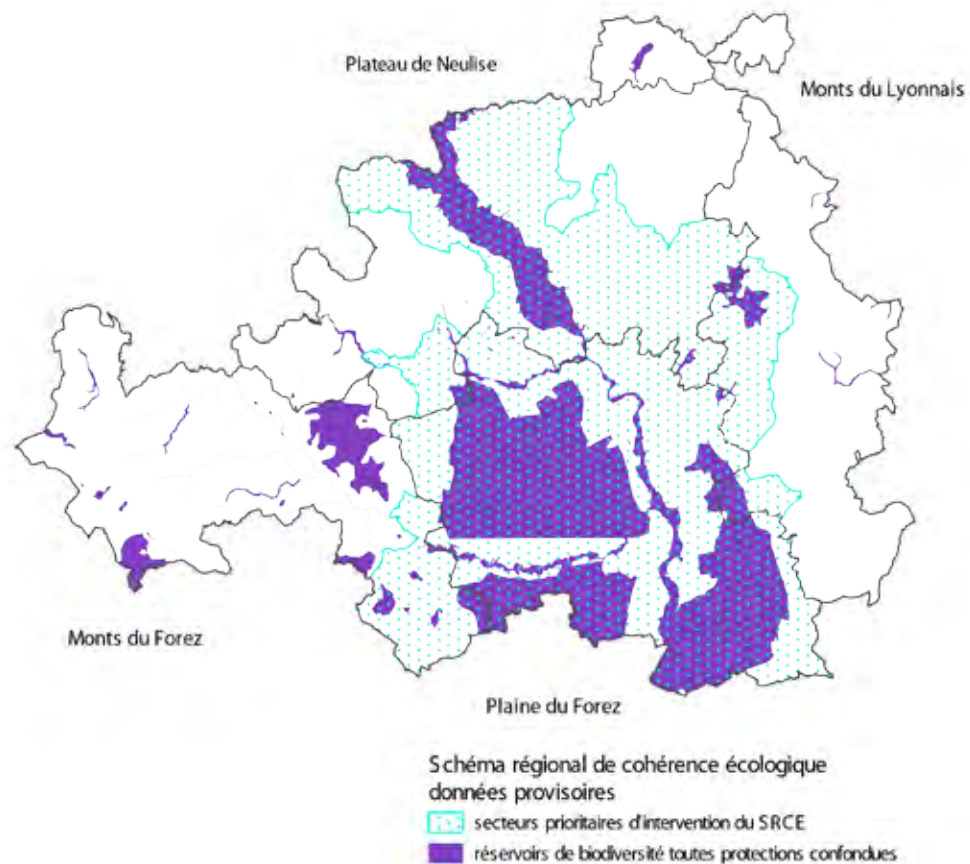 Plateau de Neulise
Monts du Lyonnais
Monts du Forez
Plaine du Forez
Schéma régional de cohérence écologique
données provisoires
secteurs prioritaires d'intervention du SRCE
réservoirs de biodiversité toutes protections confondues